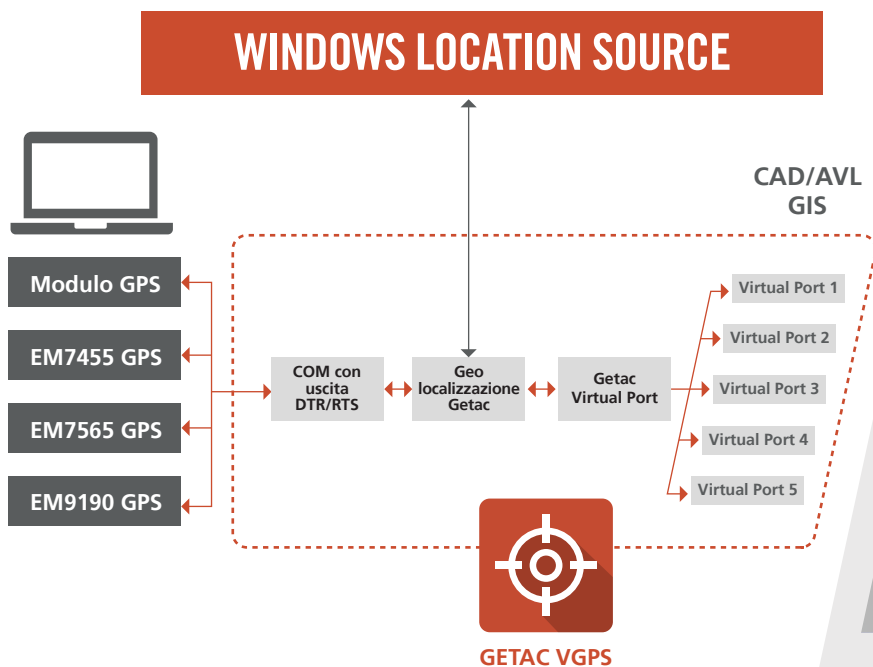 WINDOWS LOCATION SOURCE
CAD/AVL
GIS
Modulo GPS
EM7455 GPS
EM7565 GPS
EM9190 GPS
COM con
uscita
DTR/RTS
Geo
localizzazione
Getac
Getac
Virtual Port
Virtual Port 1
Virtual Port 2
Virtual Port 3
Virtual Port 4
Virtual Port 5
GETAC VGPS